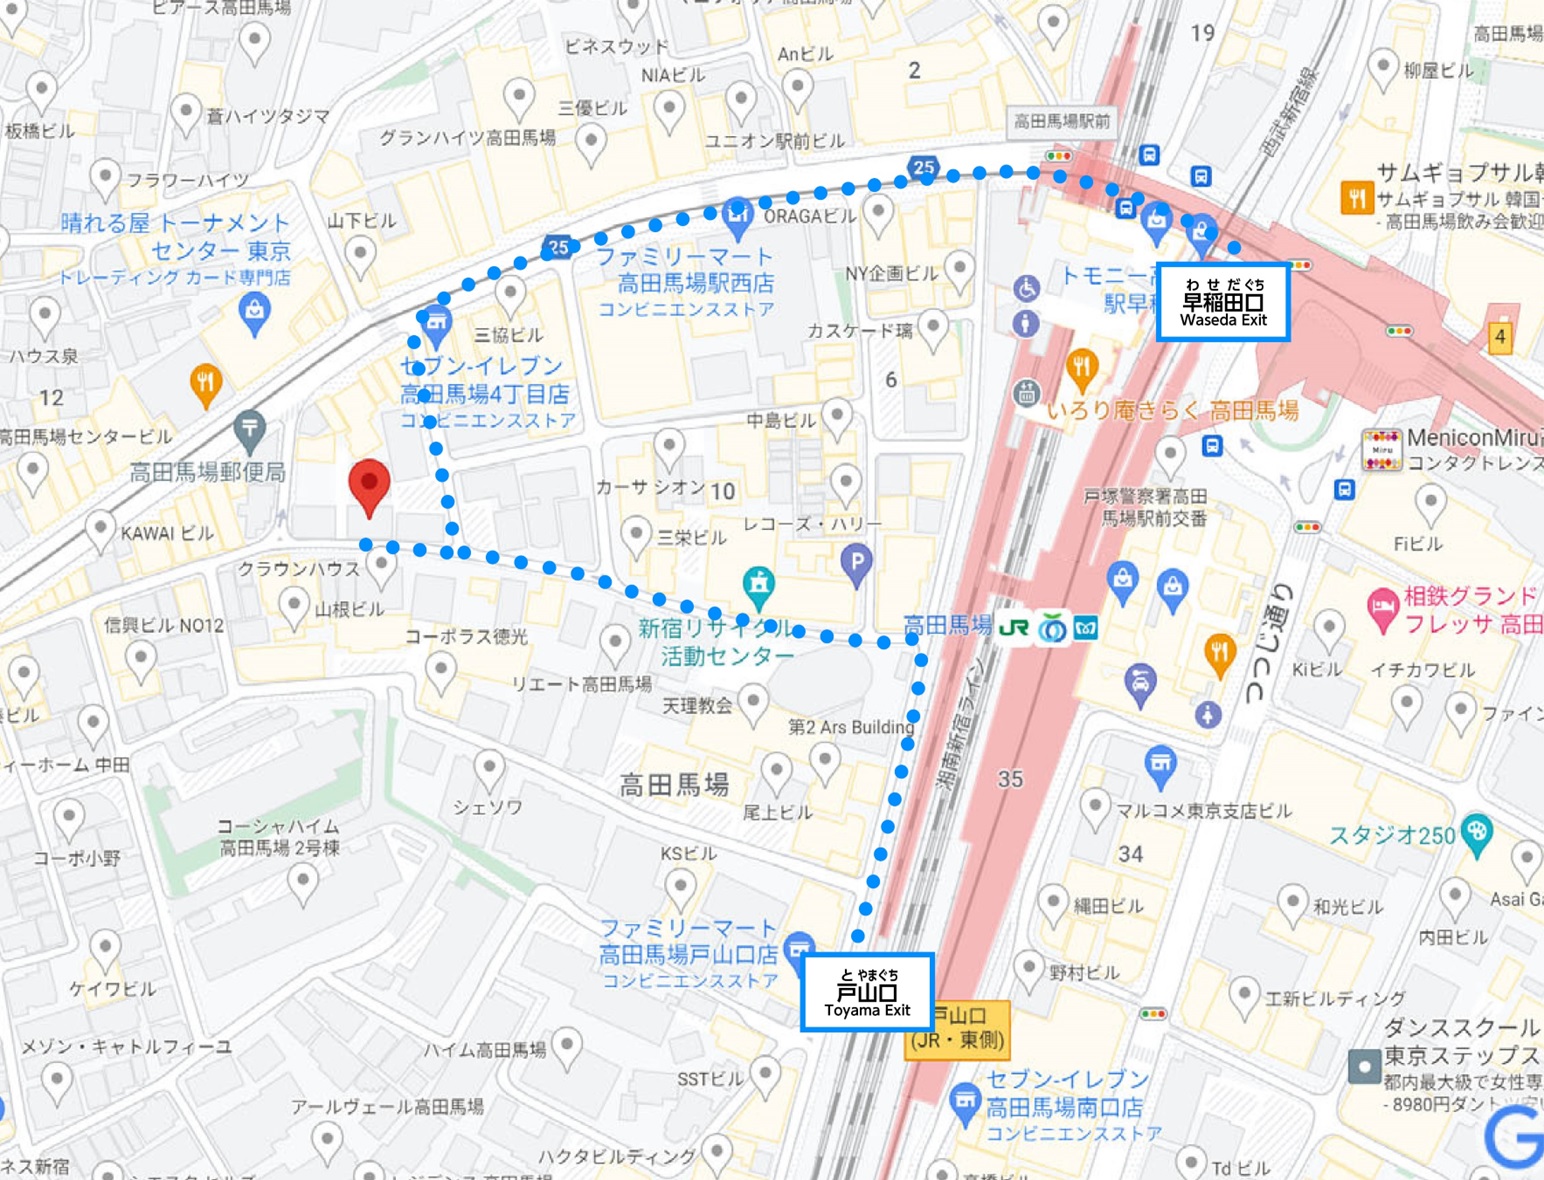 ピアース高田馬場
19
高田馬場
ビネスウッド
Anビル
2
NIAビル
柳屋ビル
蒼ハイツタジマ
三優ビル
高田馬場駅前
板橋ビル
グランハイツ高田馬場
ユニオン駅前ビル
西武新宿線
25
フラワーハイツ
サムギョプサル韓
サムギョプサル 韓国
- 高田馬場飲み会歓迎
晴れる屋 トーナメント
センター 東京
トレーディング カード専門店
山下ビル
ORAGAビル
25
ファミリーマート
高田馬場駅西店
コンビニエンスストア
NY企画ビル
トモニー
駅早
わせだぐち
早稲田口
Waseda Exit
三協ビル
カスケード璃
4
ハウス泉
セブン-イレブン
高田馬場4丁目店
コンビニエンスストア
6
12
いろり庵きらく 高田馬場
中島ビル
高田馬場センタービル
高田馬場郵便局
MeniconMiru
コンタクトレンズ
Miru
カーサ シオン
10
戸塚警察署高田
馬場駅前交番
レコーズ・ハリー
KAWAI ビル
三栄ビル
Fiビル
P
クラウンハウス
つつじ通り
相鉄グランド
フレッサ 高田
山根ビル
信興ビル NO12
コーポラス徳光
新宿リサイクル
活動センター
高田馬場
JR
Kiビル
イチカワビル
リエート高田馬場
天理教会
第2 Ars Building
湘南新宿ライン
ファイン
ィーホーム 中田
高田馬場
35
シェソワ
尾上ビル
マルコメ東京支店ビル
コーシャハイム
高田馬場 2号棟
スタジオ250
コーポ小野
KSビル
34
Asai Ga
縄田ビル
和光ビル
ファミリーマート
高田馬場戸山口店
コンビニエンスストア
内田ビル
とやまぐち
戸山口
Toyama Exit
野村ビル
ケイワビル
工新ビルディング
戸山口
(JR・東側)
メゾン・キャトルフィーユ
ハイム高田馬場
ダンススクール
東京ステップス
都内最大級で女性専
- 8980円ダント
SSTビル
セブン-イレブン
高田馬場南口店
コンビニエンスストア
アールヴェール高田馬場
G
ハクタビルディング
ネス新宿
Td ビル